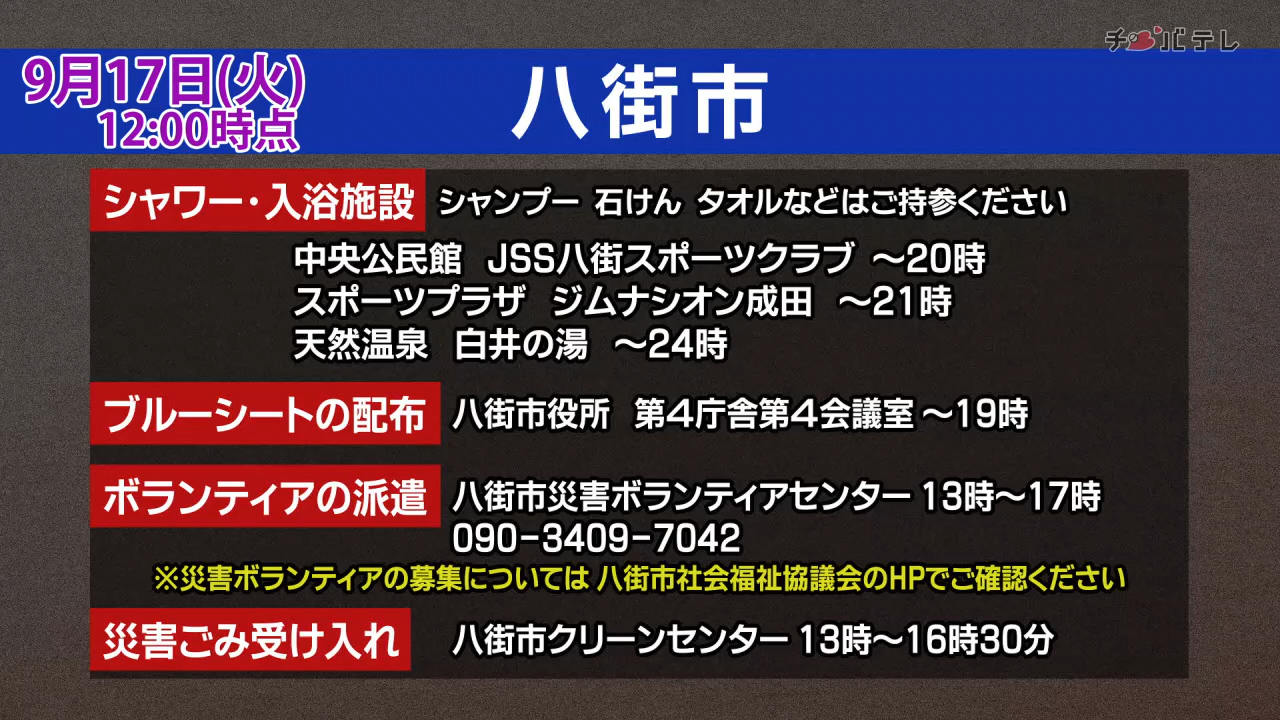 チバテレ
9月17日(火)
12:00時点
八街市
シャワー・入浴施設 シャンプー 石けん タオルなどはご持参ください
中央公民館 JSS八街スポーツクラブ ～20時
スポーツプラザ ジムナシオン成田 ～21時
天然温泉 白井の湯 ～24時
ブルーシートの配布 八街市役所 第4庁舎第4会議室 ～19時
ボランティアの派遣 八街市災害ボランティアセンター 13時～17時
090-3409-7042
※災害ボランティアの募集については 八街市社会福祉協議会のHPでご確認ください
災害ごみ受け入れ 八街市クリーンセンター 13時～16時30分